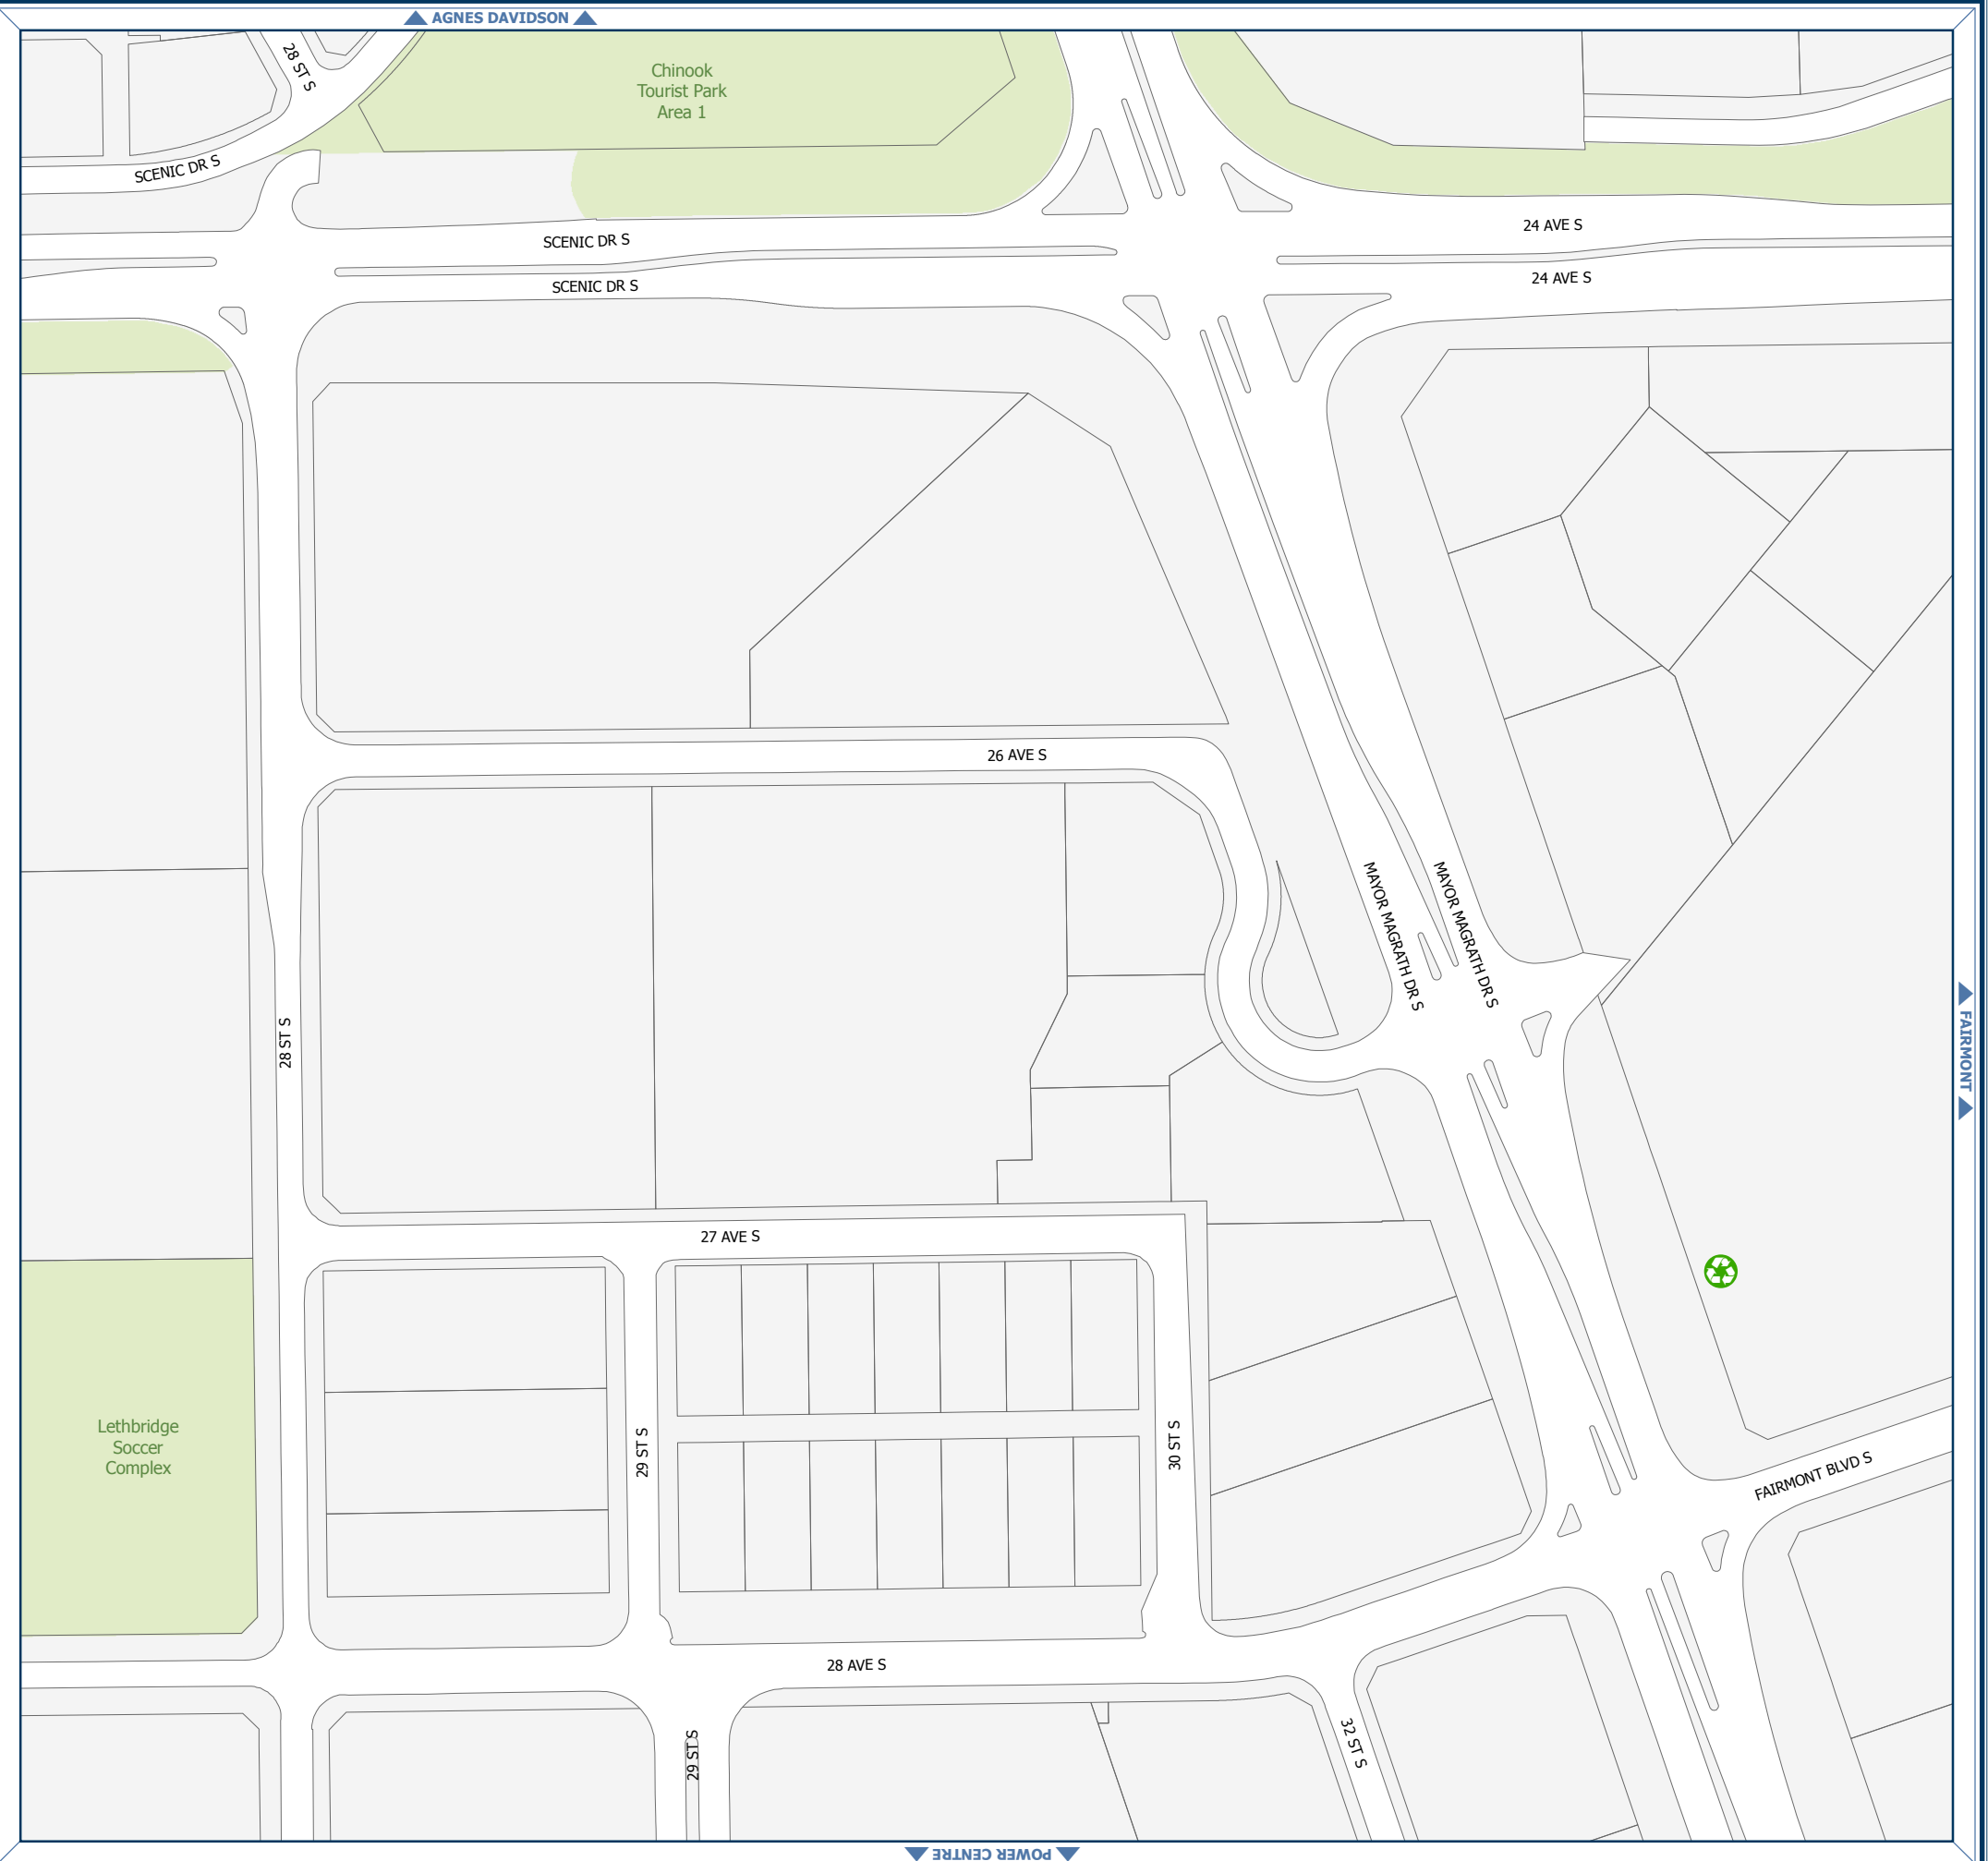 AGNES DAVIDSON
28 ST S
Chinook
Tourist Park
Area 1
SCENIC DR S
SCENIC DR S
24 AVE S
24 AVE S
SCENIC DR S
26 AVE S
MAYOR MAGRATH DR S
MAYOR MAGRATH DR S
28 ST S
FAIRMONT
27 AVE S
Lethbridge
Soccer
Complex
29 ST S
30 ST S
FAIRMONT BLVD S
28 AVE S
29 ST S
32 ST S
POWER CENTRE